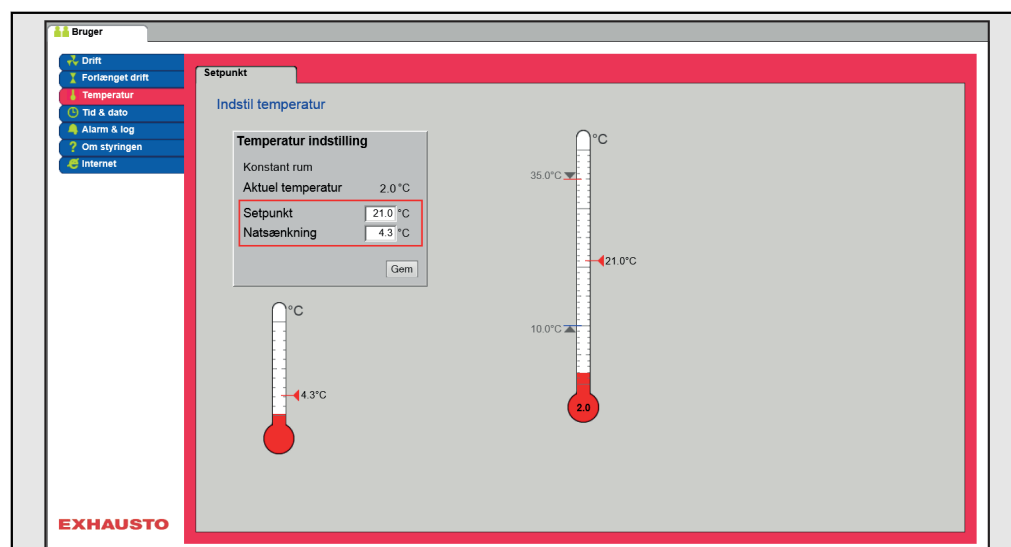 Bruger
Drift
Forlænget drift
Temperatur
Tid & dato
Alarm & log
Om styringen
Internet
Setpunkt
Indstil temperatur
Temperatur indstilling
Konstant rum
Aktuel temperatur 2.0 °C
Setpunkt 21.0 °C
Natsænkning 4.3 °C
Gem
°C
4.3°C
°C
35.0°C
21.0°C
10.0°C
2.0
EXHAUSTO